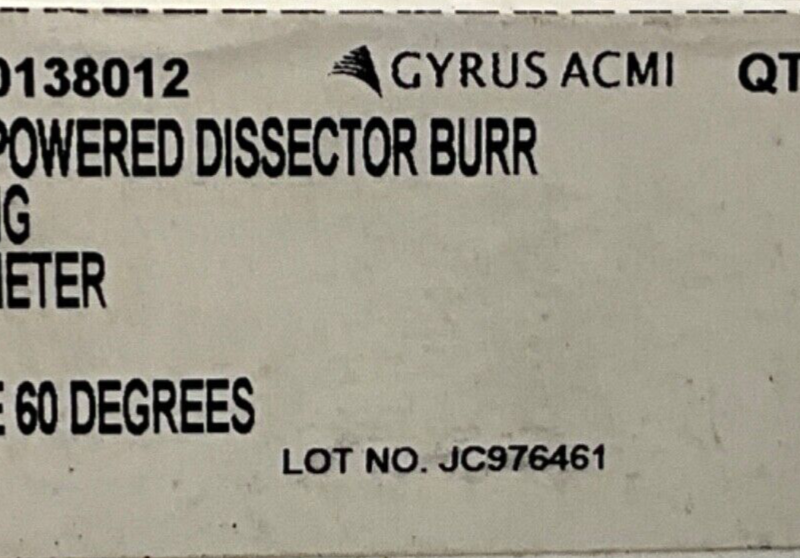 0138012 GYRUS ACMI QT
POWERED DISSECTOR BURR
G
ETER
60 DEGREES
LOT NO. JC976461